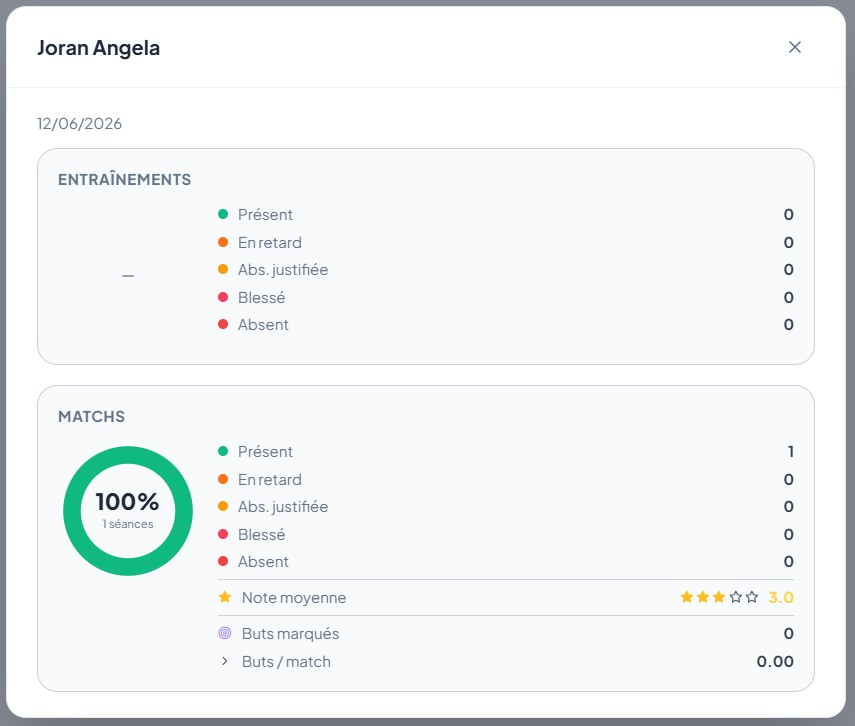 Joran Angela
12/06/2026
ENTRAÎNEMENTS
–
Présent 0
En retard 0
Abs. justifiée 0
Blessé 0
Absent 0
MATCHS
100%
1 séances
Présent 1
En retard 0
Abs. justifiée 0
Blessé 0
Absent 0
Note moyenne 3.0
Buts marqués 0
Buts / match 0.00